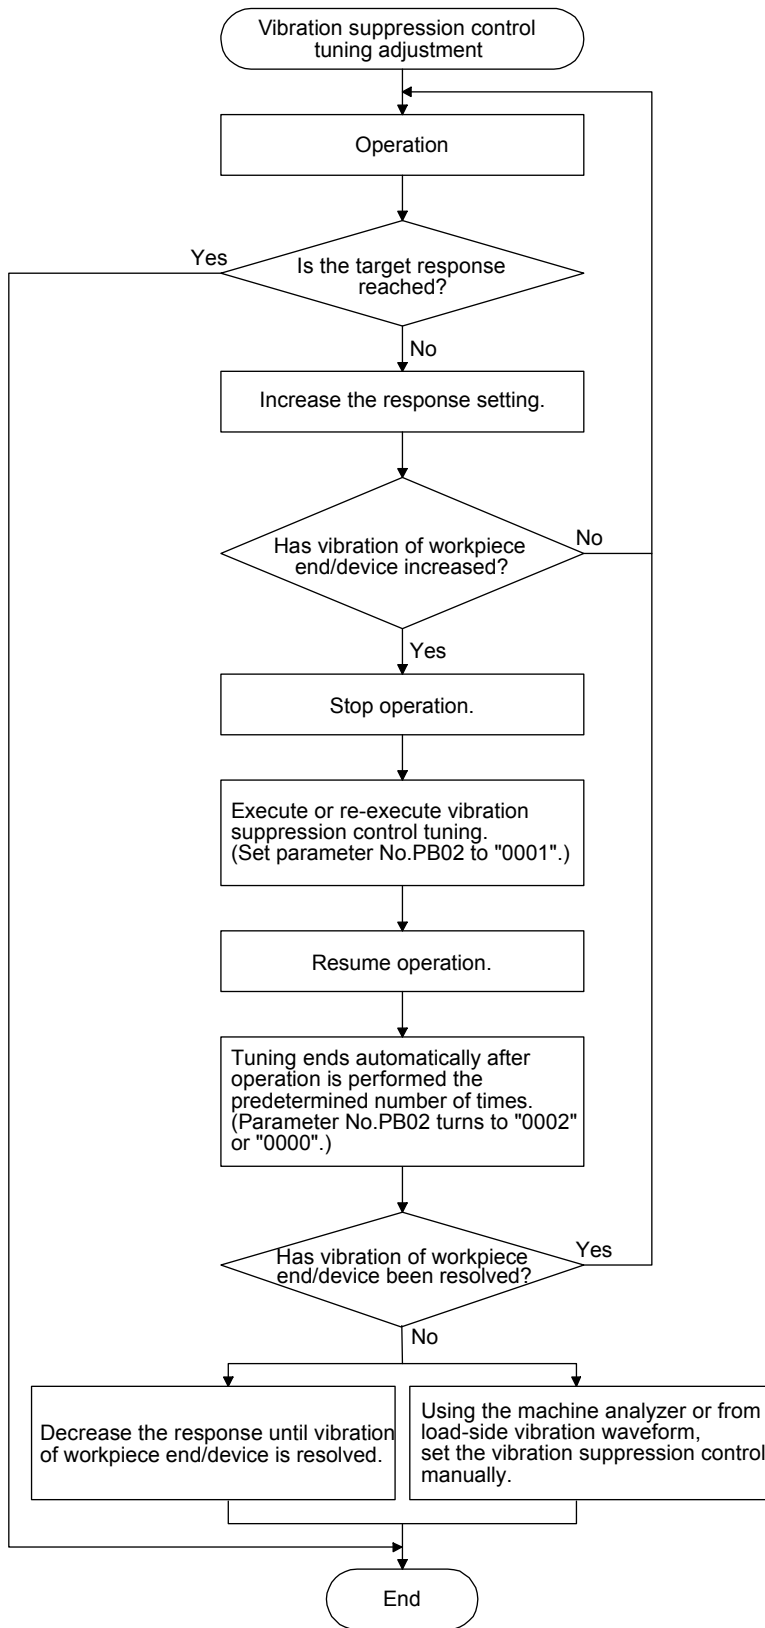 Vibration suppression control
tuning adjustment
Operation
Yes
Is the target response
reached?
No
Increase the response setting.
Has vibration of workpiece
end/device increased?
No
Yes
Stop operation.
Execute or re-execute vibration
suppression control tuning.
(Set parameter No.PB02 to "0001".)
Resume operation.
Tuning ends automatically after
operation is performed the
predetermined number of times.
(Parameter No.PB02 turns to "0002"
or "0000".)
Has vibration of workpiece
end/device been resolved?
Yes
No
Decrease the response until vibration
of workpiece end/device is resolved.
Using the machine analyzer or from
load-side vibration waveform,
set the vibration suppression control
manually.
End